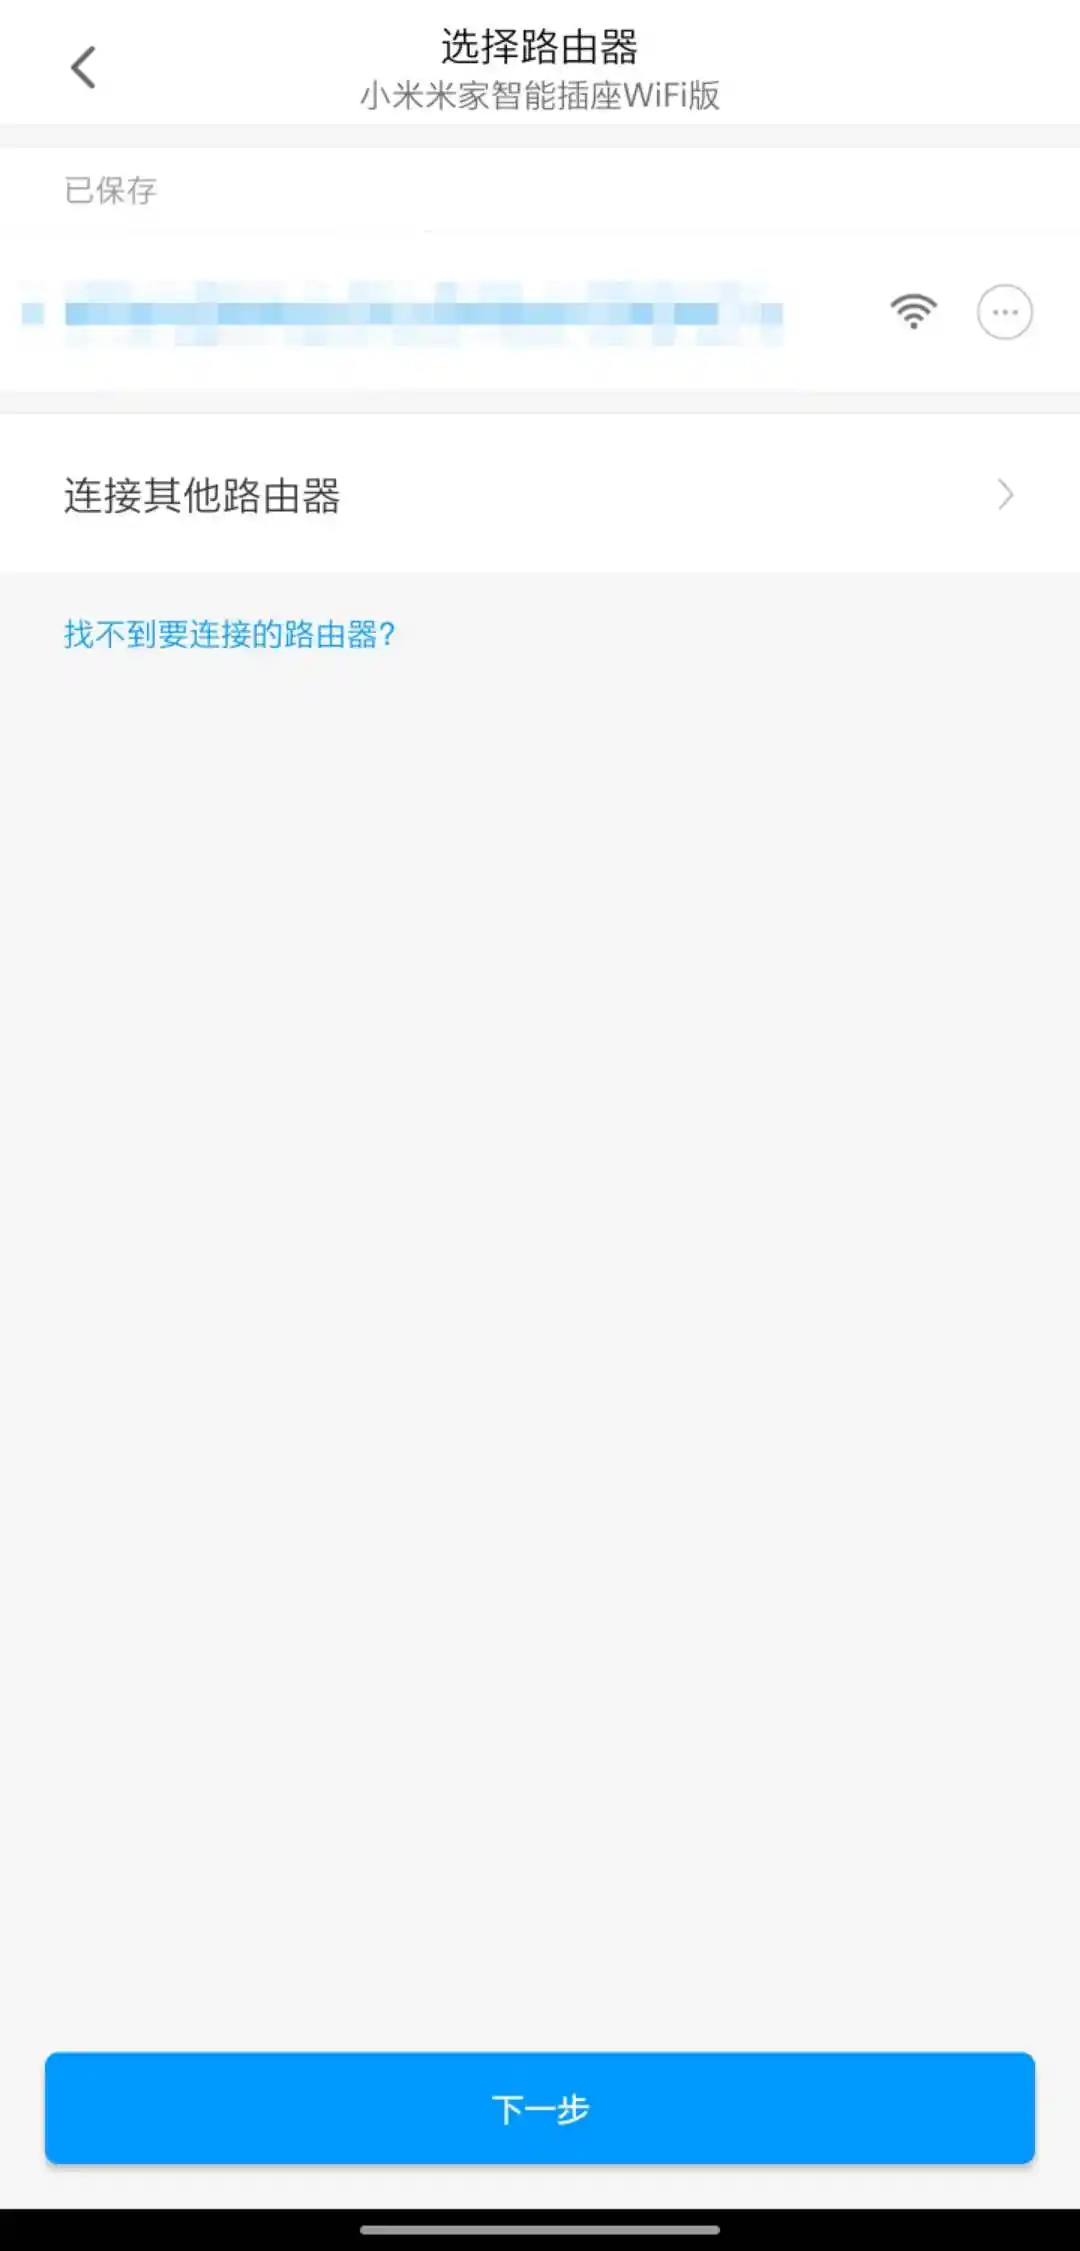 选择路由器
小米米家智能插座WiFi版
已保存
连接其他路由器
找不到要连接的路由器?
下一步